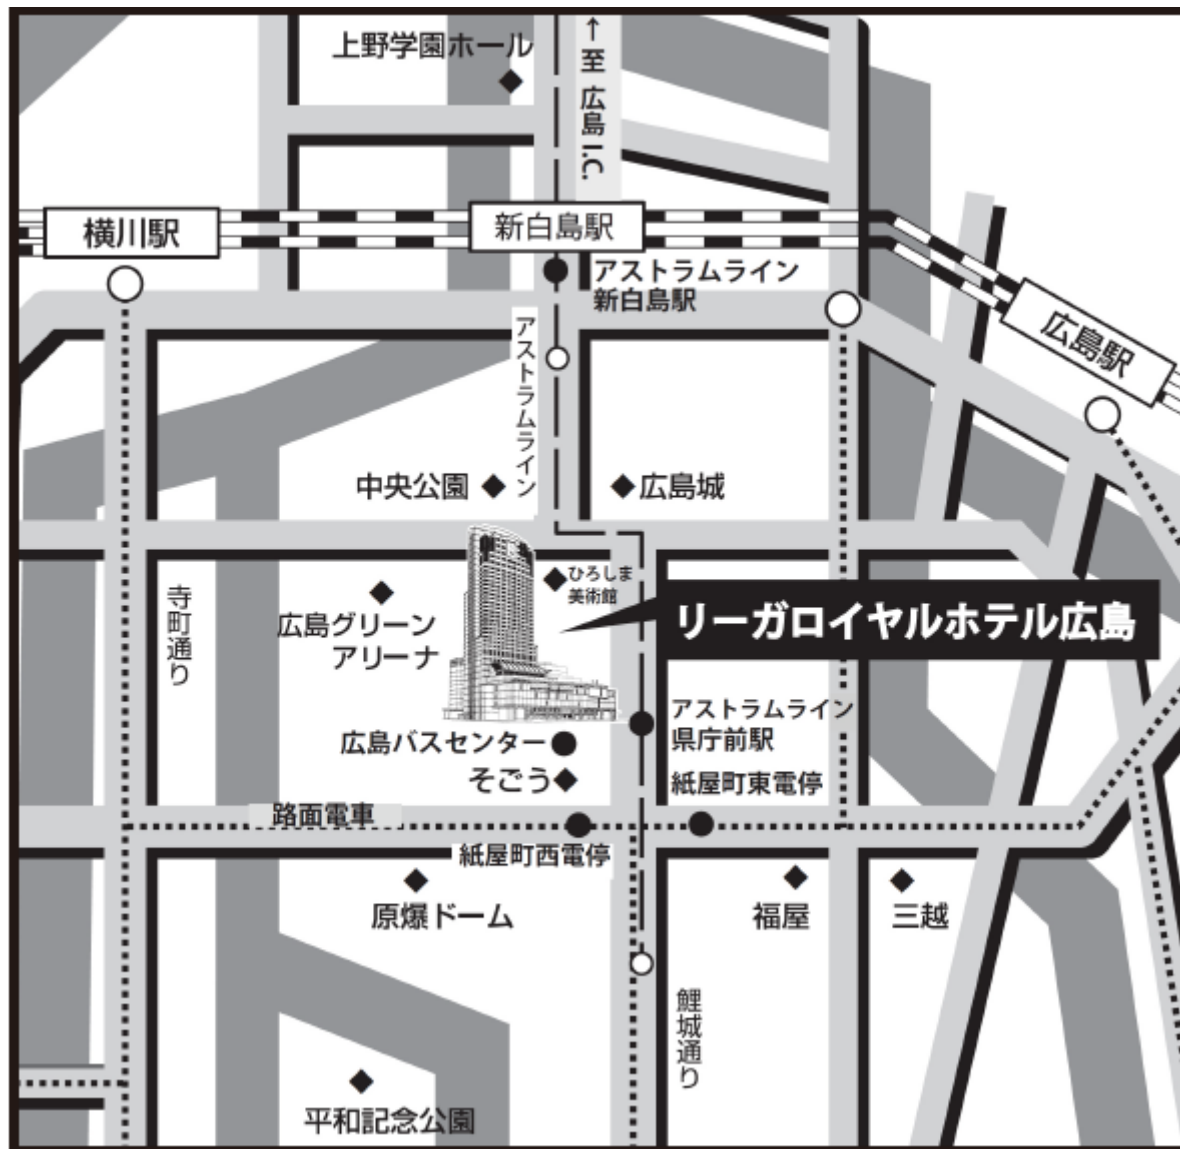 上野学園ホール
↑至 広島I.C.
横川駅
新白島駅
アストラムライン
新白島駅
広島駅
アストラムライン
中央公園
広島城
ひろしま
美術館
寺町通り
広島グリーン
アリーナ
リーガロイヤルホテル広島
アストラムライン
県庁前駅
広島バスセンター
そごう
紙屋町東電停
路面電車
紙屋町西電停
原爆ドーム
福屋
三越
鯉城通り
平和記念公園